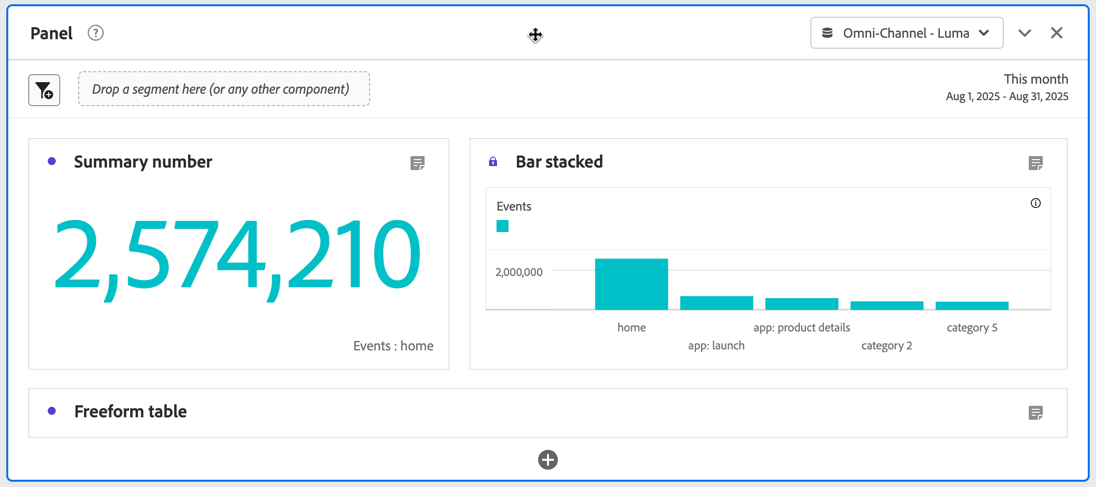 Panel
Omni-Channel - Luma
Drop a segment here (or any other component)
This month
Aug 1, 2025 - Aug 31, 2025
Summary number
2,574,210
Events : home
Bar stacked
Events
2,000,000
home
app: launch
app: product details
category 2
category 5
Freeform table